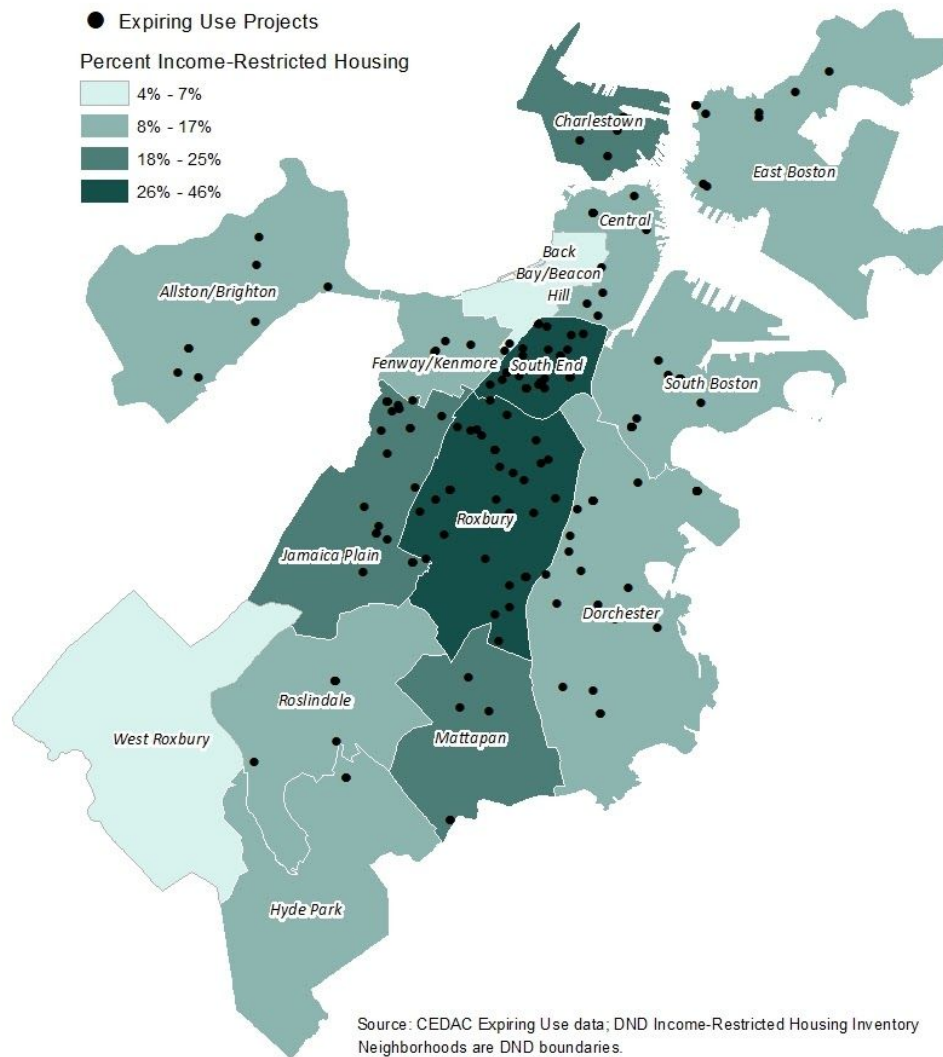 Expiring Use Projects
Percent Income-Restricted Housing
4% - 7%
8% - 17%
18% - 25%
26% - 46%
Charlestown
East Boston
Central
Back
Bay/Beacon
Hill
Allston/Brighton
Fenway/Kenmore
South End
South Boston
Roxbury
Jamaica Plain
Dorchester
Roslindale
West Roxbury
Mattapan
Hyde Park
Source: CEDAC Expiring Use data; DND Income-Restricted Housing Inventory
Neighborhoods are DND boundaries.